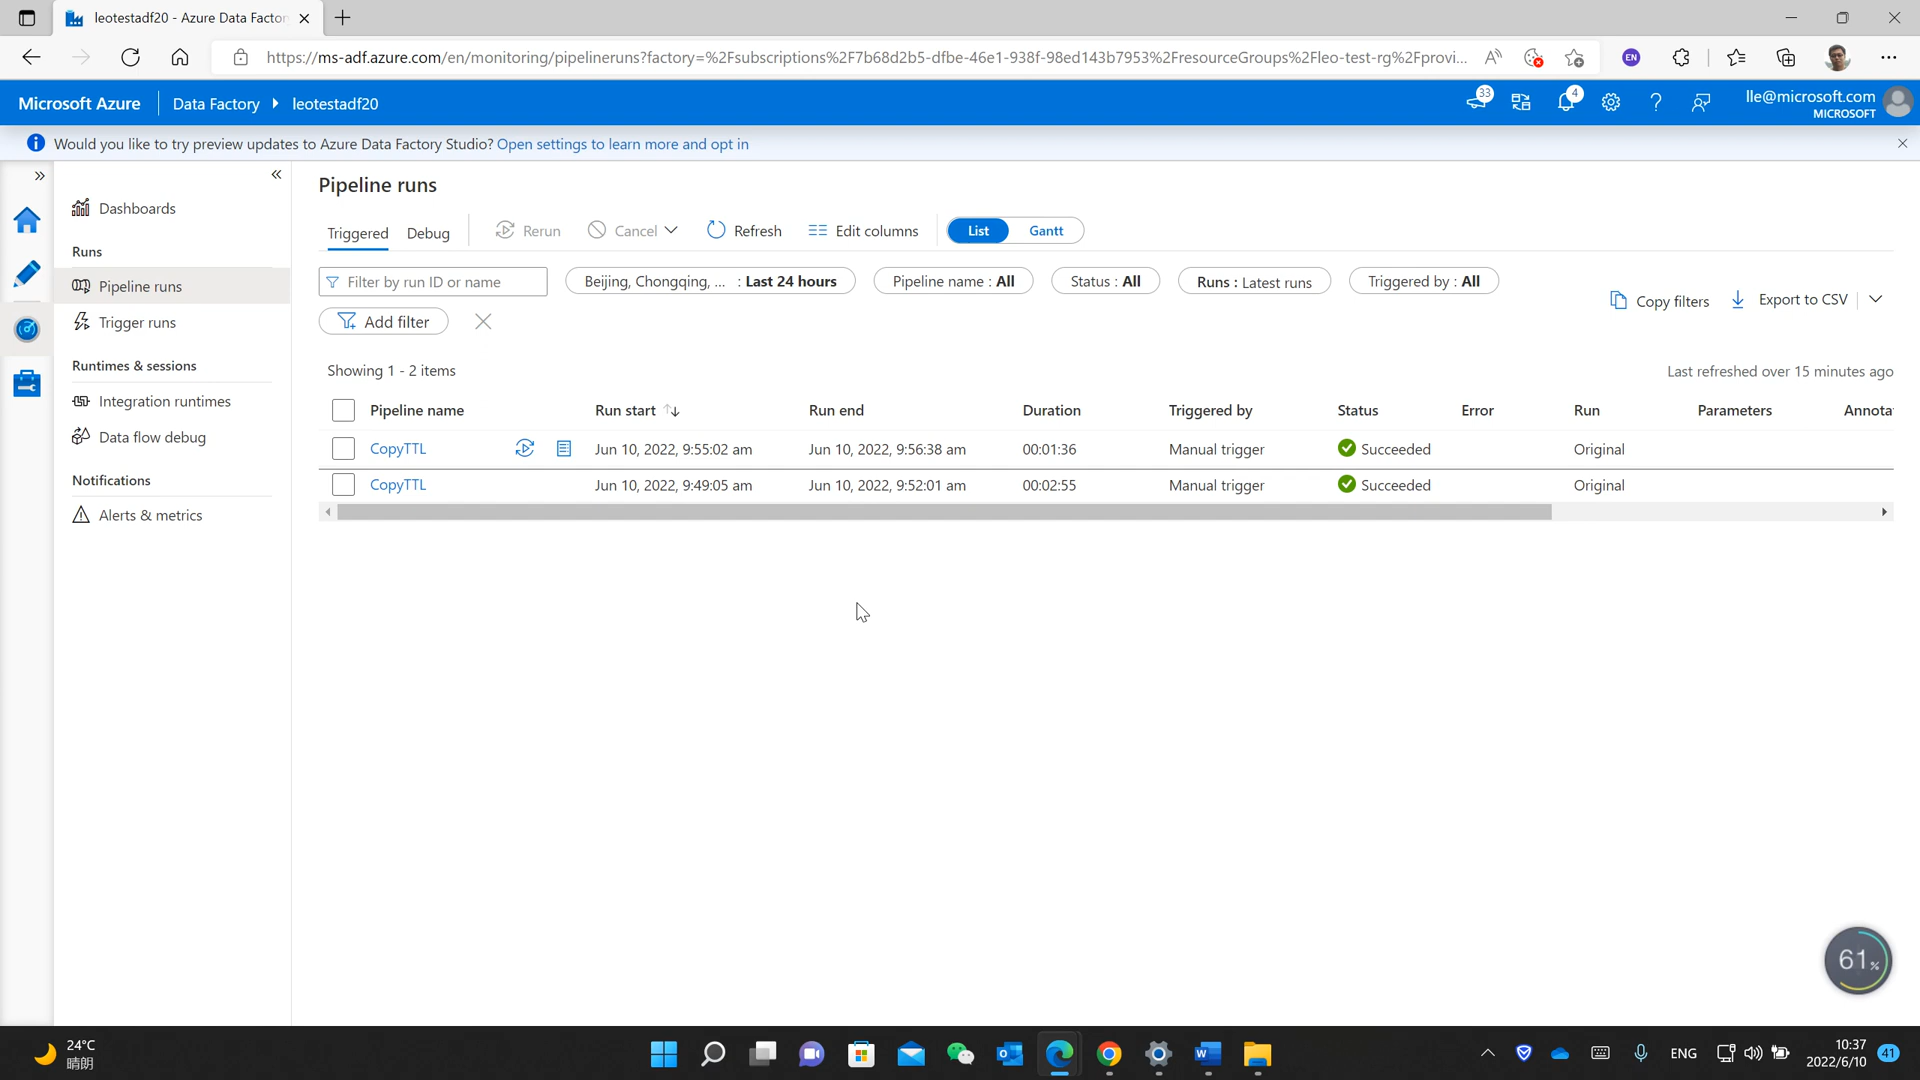 leotestadf20 - Azure Data Factor
https://ms-adf.azure.com/en/monitoring/pipelineruns?factory=%2Fsubscriptions%2F7b68d2b5-dfbe-46e1-938f-98ed143b7953%2FresourceGroups%2Fleo-test-rg%2Fprovi...
EN
Microsoft Azure
Data Factory
leotestadf20
33
4
lle@microsoft.com
MICROSOFT
Would you like to try preview updates to Azure Data Factory Studio? Open settings to learn more and opt in
Dashboards
Runs
Pipeline runs
Trigger runs
Runtimes & sessions
Integration runtimes
Data flow debug
Notifications
Alerts & metrics
Pipeline runs
Triggered Debug Rerun Cancel Refresh Edit columns List Gantt
Filter by run ID or name Beijing, Chongqing, ... : Last 24 hours Pipeline name : All Status : All Runs : Latest runs Triggered by : All
Add filter
Copy filters Export to CSV
Showing 1 - 2 items
Last refreshed over 15 minutes ago
Pipeline name Run start Run end Duration Triggered by Status Error Run Parameters Annota
CopyTTL Jun 10, 2022, 9:55:02 am Jun 10, 2022, 9:56:38 am 00:01:36 Manual trigger Succeeded Original
CopyTTL Jun 10, 2022, 9:49:05 am Jun 10, 2022, 9:52:01 am 00:02:55 Manual trigger Succeeded Original
61%
24°C
晴朗
ENG
10:37
2022/6/10
41